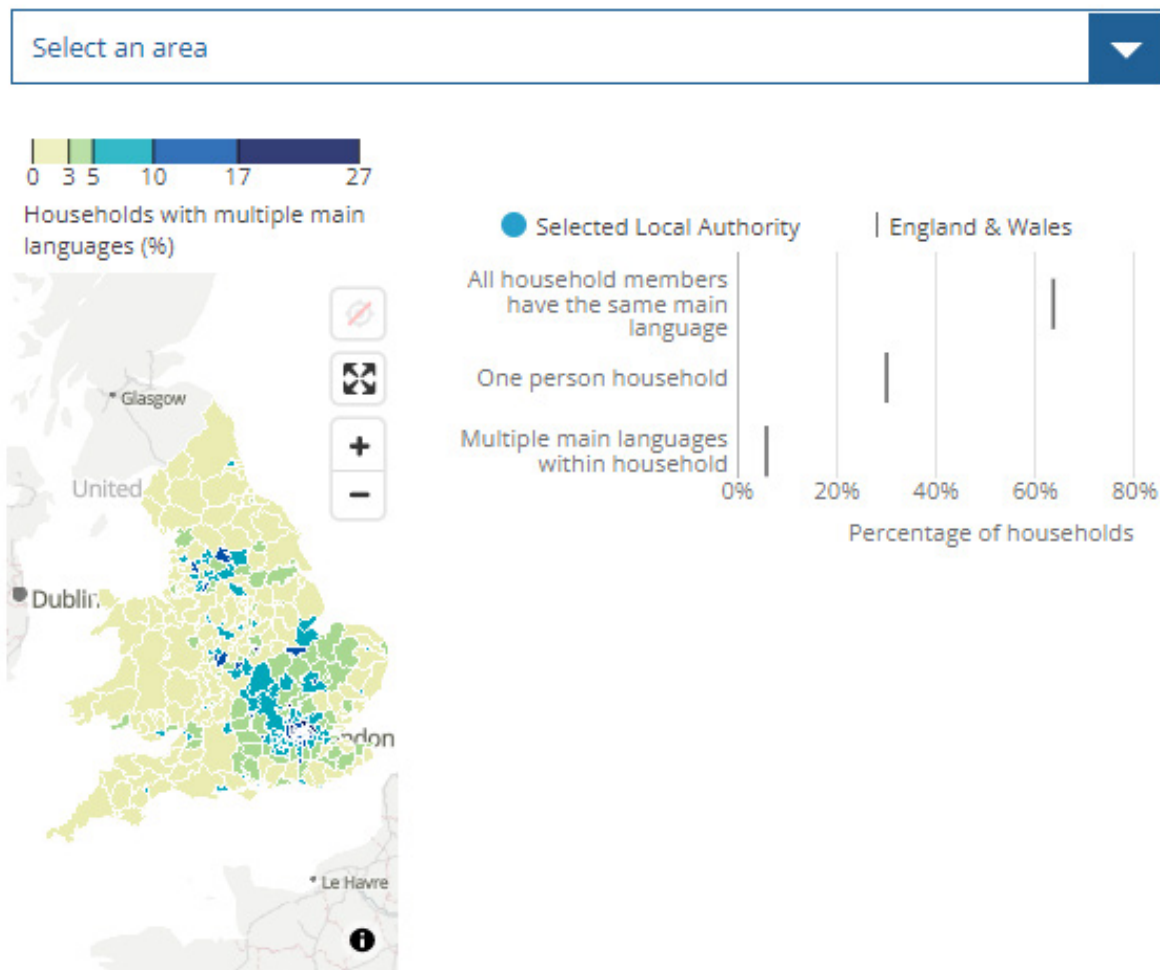 Select an area
0 3 5 10 17 27
Households with multiple main
languages (%)
Selected Local Authority
England & Wales
All household members
have the same main
language
One person household
Multiple main languages
within household
0% 20% 40% 60% 80%
Percentage of households
Glasgow
+
United
−
Dublin
ndon
Le Havre
i